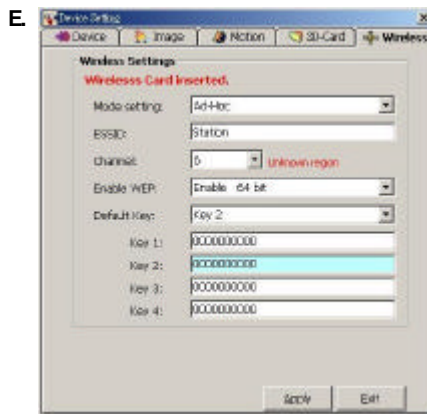 E.
Device Setting
Device Image Motion SD-Card Wireless
Wireless Settings
Wirelesss Card inserted.
Mode setting: Ad-Hoc
ESSID: Station
Channel: 6 Unknown region
Enable WEP: Enable 64 bit
Default Key: Key 2
Key 1: 0000000000
Key 2: 0000000000
Key 3: 0000000000
Key 4: 0000000000
Apply Exit